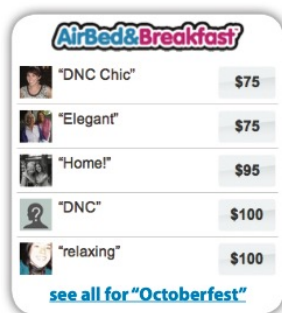 AirBed&Breakfast
"DNC Chic" $75
"Elegant" $75
"Home!" $95
"DNC" $100
"relaxing" $100
see all for "Octoberfest"